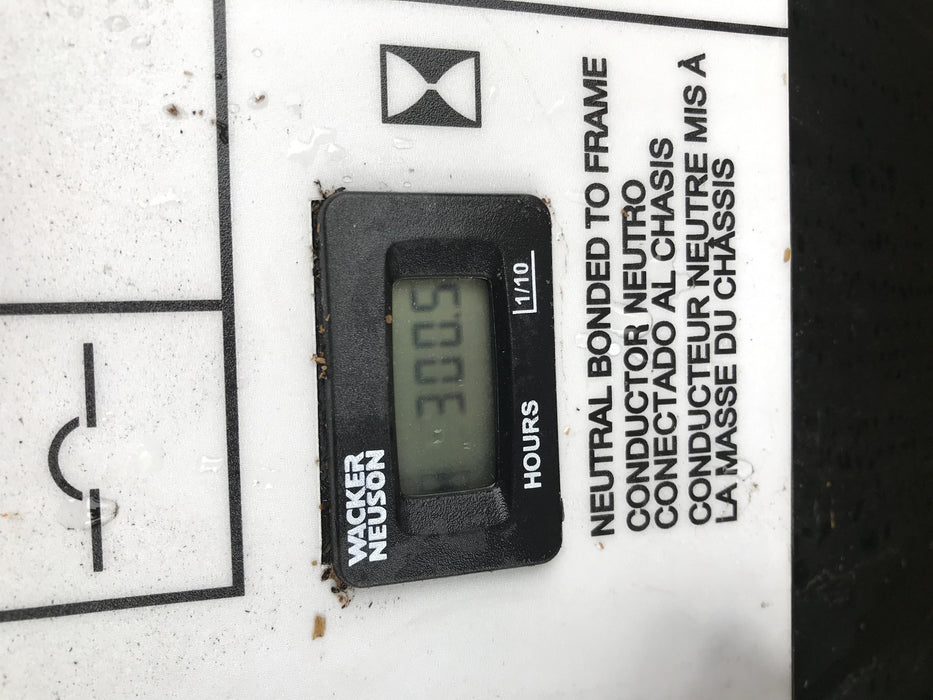 WACKER
NEUSON
300.5
HOURS
1/10
NEUTRAL BONDED TO FRAME
CONDUCTOR NEUTRO
CONECTADO AL CHASIS
CONDUCTEUR NEUTRE MIS À
LA MASSE DU CHÂSSIS